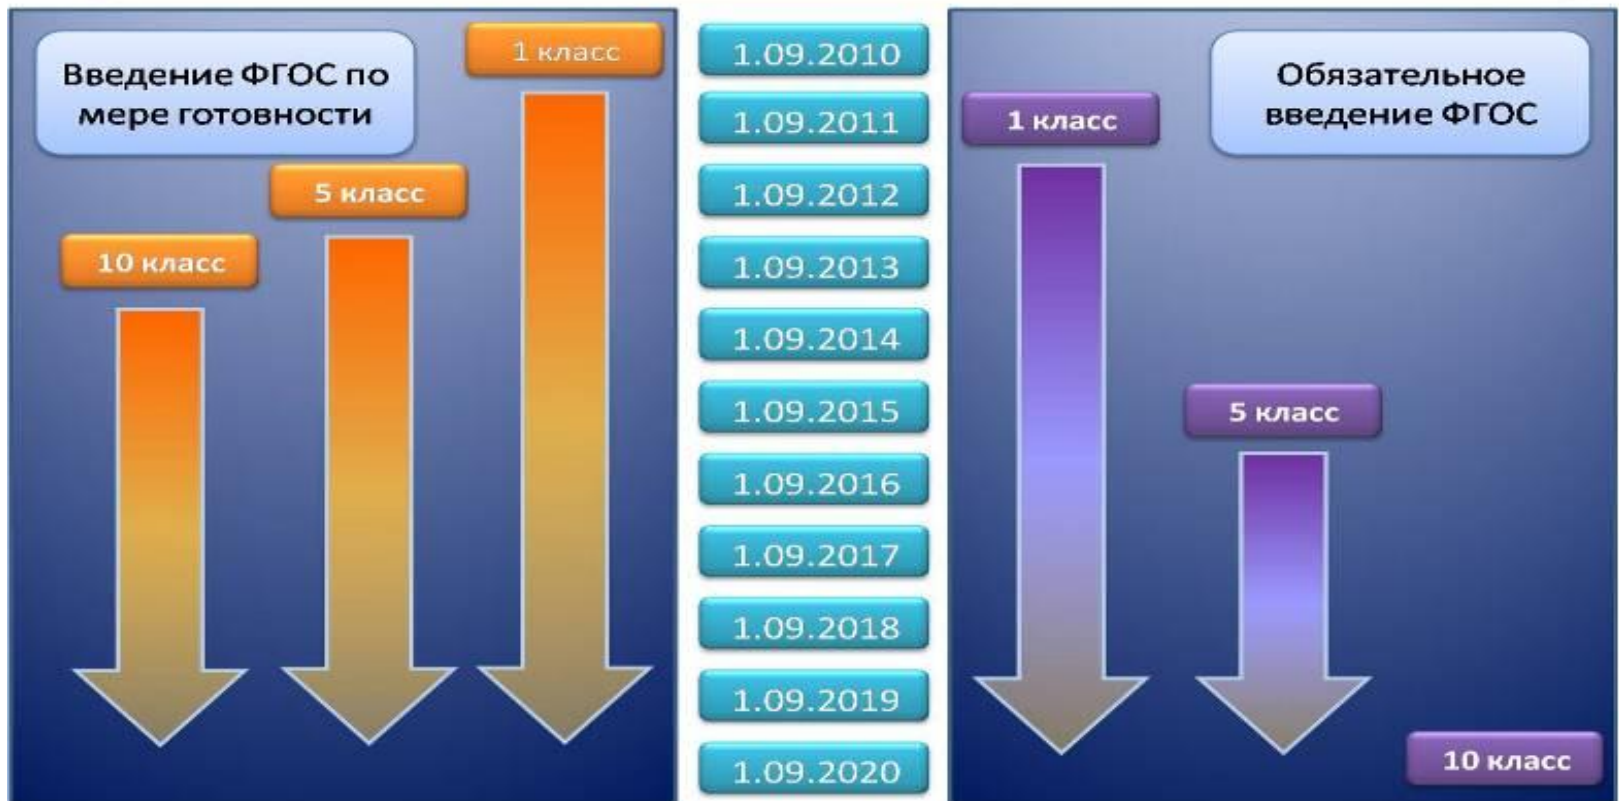 Введение ФГОС по
мере готовности
1 класс
5 класс
10 класс
1.09.2010
1.09.2011
1.09.2012
1.09.2013
1.09.2014
1.09.2015
1.09.2016
1.09.2017
1.09.2018
1.09.2019
1.09.2020
Обязательное
введение ФГОС
1 класс
5 класс
10 класс